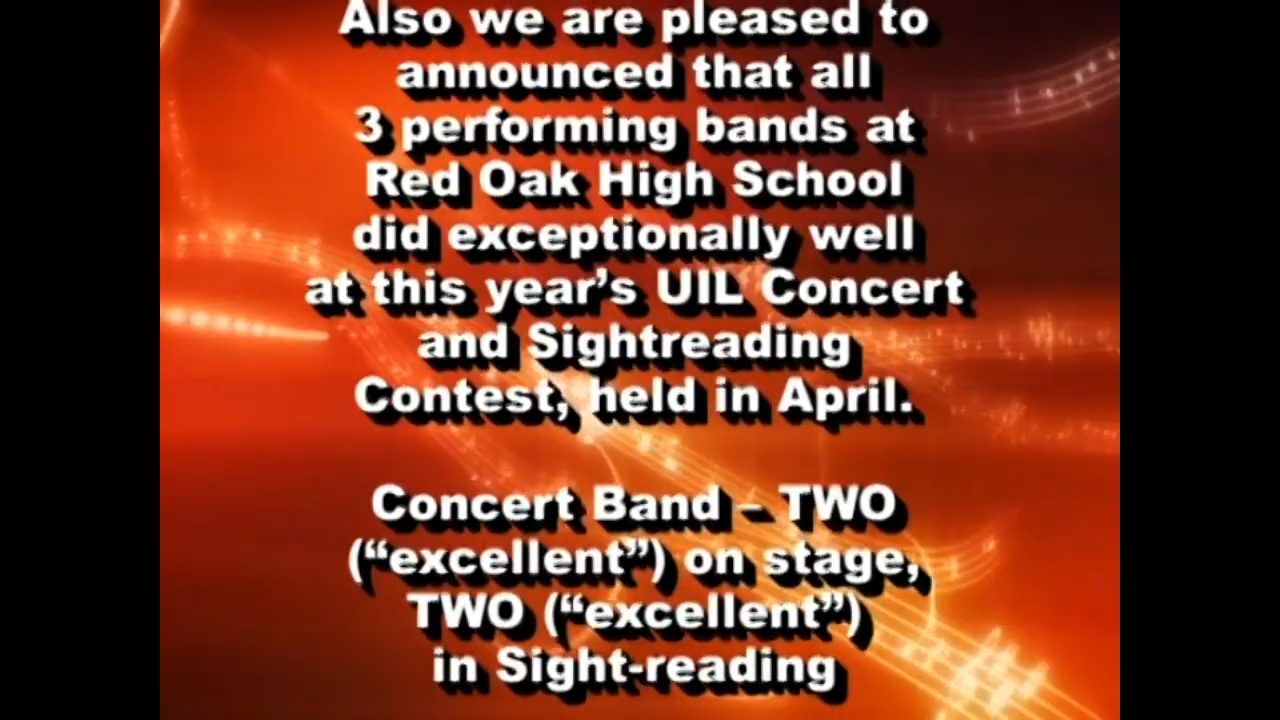 Also we are pleased to
announced that all
3 performing bands at
Red Oak High School
did exceptionally well
at this year’s UIL Concert
and Sightreading
Contest, held in April.
Concert Band – TWO
(“excellent”) on stage,
TWO (“excellent”)
in Sight-reading